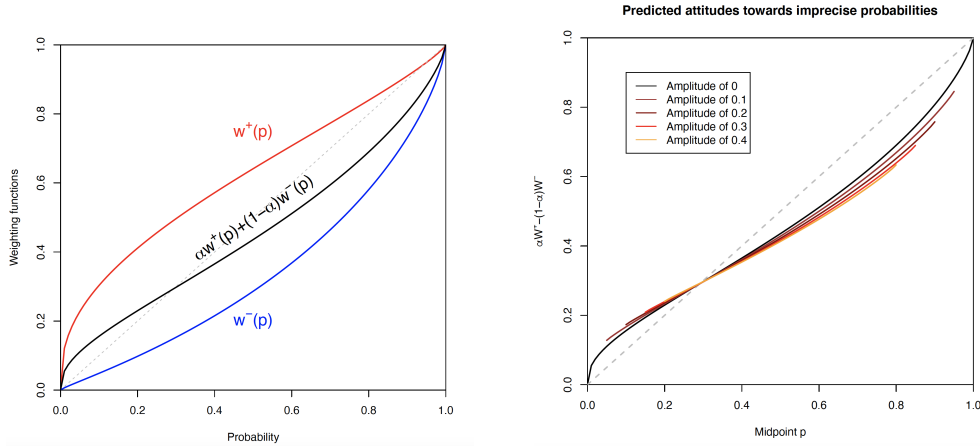 w⁺(p)
αw⁺(p)+(1−α)w⁻(p)
w⁻(p)
Weighting functions
0.0
0.2
0.4
0.6
0.8
1.0
0.0
0.2
0.4
0.6
0.8
1.0
Probability
Predicted attitudes towards imprecise probabilities
Amplitude of 0
Amplitude of 0.1
Amplitude of 0.2
Amplitude of 0.3
Amplitude of 0.4
0.0
0.2
0.4
0.6
0.8
1.0
0.0
0.2
0.4
0.6
0.8
1.0
Midpoint p